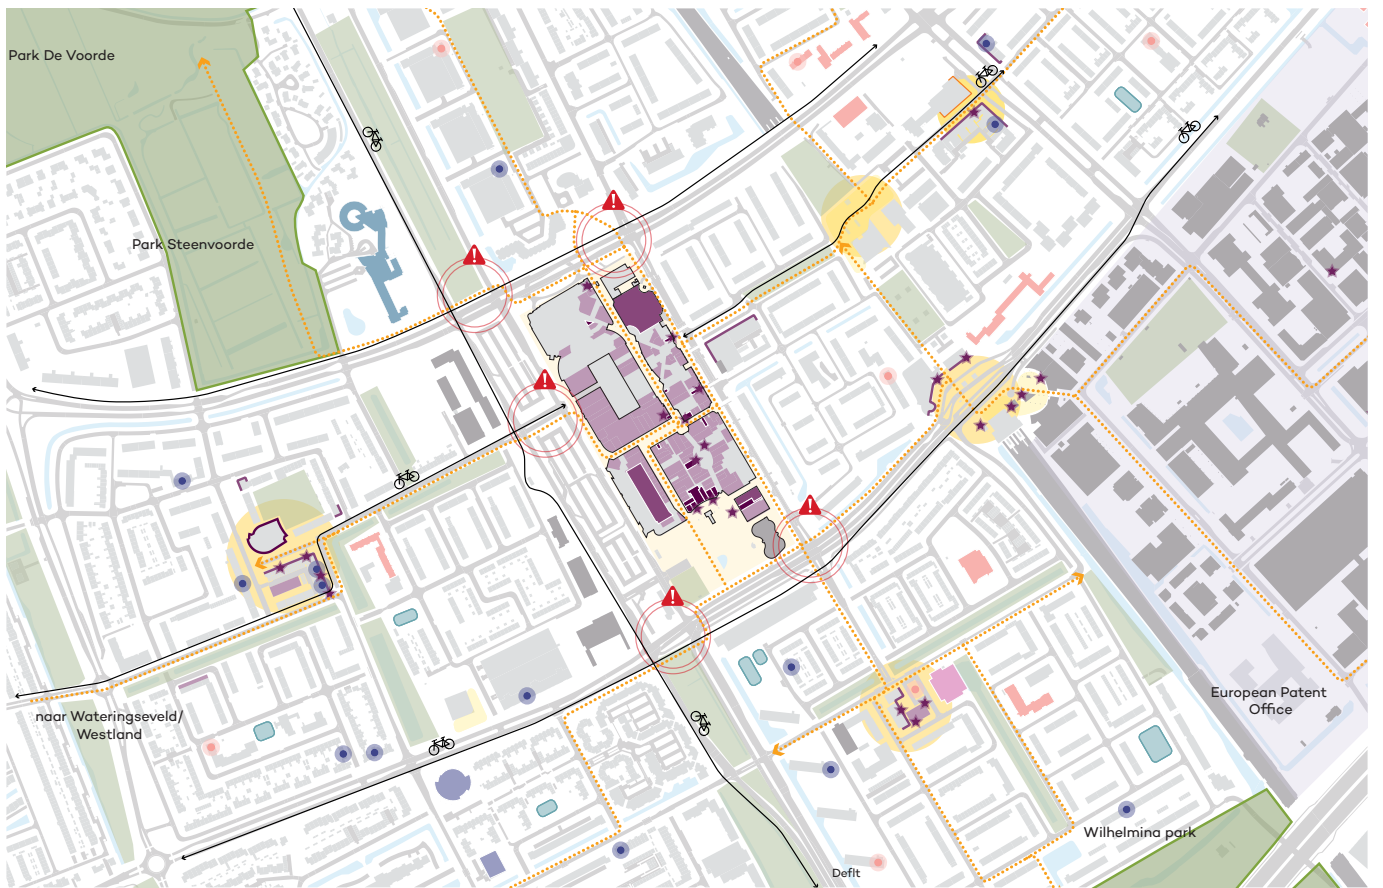 Park De Voorde
Park Steenvoorde
naar Wateringseveld/
Westland
European Patent
Office
Wilhelmina park
Deflt